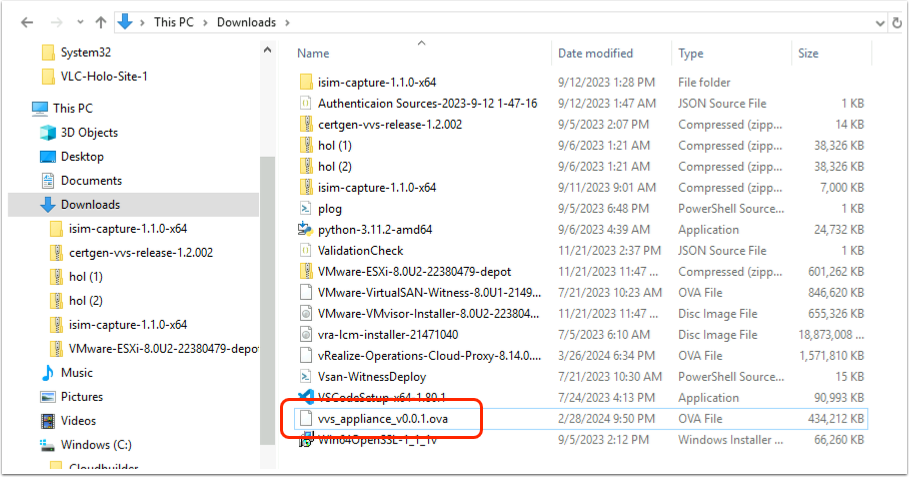 This PC > Downloads >
System32
VLC-Holo-Site-1
This PC
3D Objects
Desktop
Documents
Downloads
isim-capture-1.1.0-x64
certgen-vvs-release-1.2.002
hol (1)
hol (2)
isim-capture-1.1.0-x64
VMware-ESXi-8.0U2-22380479-depot
Music
Pictures
Videos
Windows (C:)
Cloudbuilder
Name Date modified Type Size
isim-capture-1.1.0-x64 9/12/2023 1:28 PM File folder
Authenticaion Sources-2023-9-12 1-47-16 9/12/2023 1:47 AM JSON Source File 1 KB
certgen-vvs-release-1.2.002 9/5/2023 2:07 PM Compressed (zipp... 14 KB
hol (1) 9/6/2023 1:21 AM Compressed (zipp... 38,326 KB
hol (2) 9/6/2023 1:21 AM Compressed (zipp... 38,326 KB
isim-capture-1.1.0-x64 9/11/2023 9:01 AM Compressed (zipp... 7,000 KB
plog 9/5/2023 6:48 PM PowerShell Source... 1 KB
python-3.11.2-amd64 9/6/2023 4:39 AM Application 24,732 KB
ValidationCheck 11/21/2023 2:37 PM JSON Source File 1 KB
VMware-ESXi-8.0U2-22380479-depot 11/21/2023 11:47 ... Compressed (zipp... 601,262 KB
VMware-VirtualSAN-Witness-8.0U1-2149... 7/21/2023 10:23 AM OVA File 846,620 KB
VMware-VMvisor-Installer-8.0U2-223804... 11/21/2023 11:47 ... Disc Image File 655,326 KB
vra-lcm-installer-21471040 7/5/2023 6:10 AM Disc Image File 18,873,008 ...
vRealize-Operations-Cloud-Proxy-8.14.0.... 3/26/2024 6:34 PM OVA File 1,571,810 KB
Vsan-WitnessDeploy 7/21/2023 11:30 AM PowerShell Source... 15 KB
VSCodeSetup-x64-1.80.1 7/24/2023 4:13 PM Application 90,993 KB
vvs_appliance_v0.0.1.ova 2/28/2024 9:50 PM OVA File 434,212 KB
Win64OpenSSL-1_1_1v 9/5/2023 2:12 PM Windows Installer ... 66,260 KB